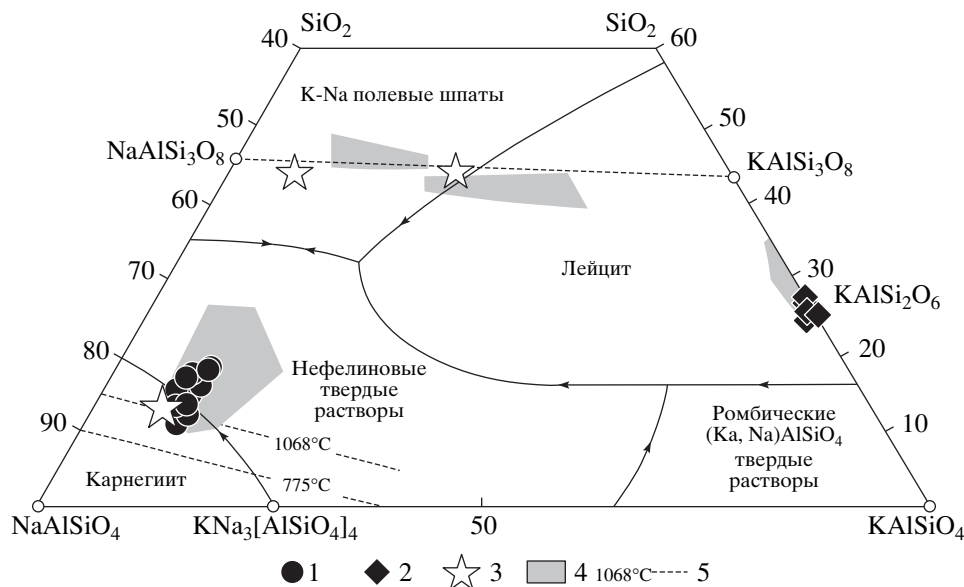 SiO2 SiO2
40 60
K-Na полевые шпаты
50 50
NaAlSi3O8 KAlSi3O8
60 40
70 Лейцит 30
KAlSi2O6
80 20
Нефелиновые
твердые
растворы
90 10
Ромбические
(Ka, Na)AlSiO4
твердые
растворы
1068°C
Карнегиит 775°C
NaAlSiO4 KNa3[AlSiO4]4 50 KAlSiO4
1 2 3 4 1068°C 5